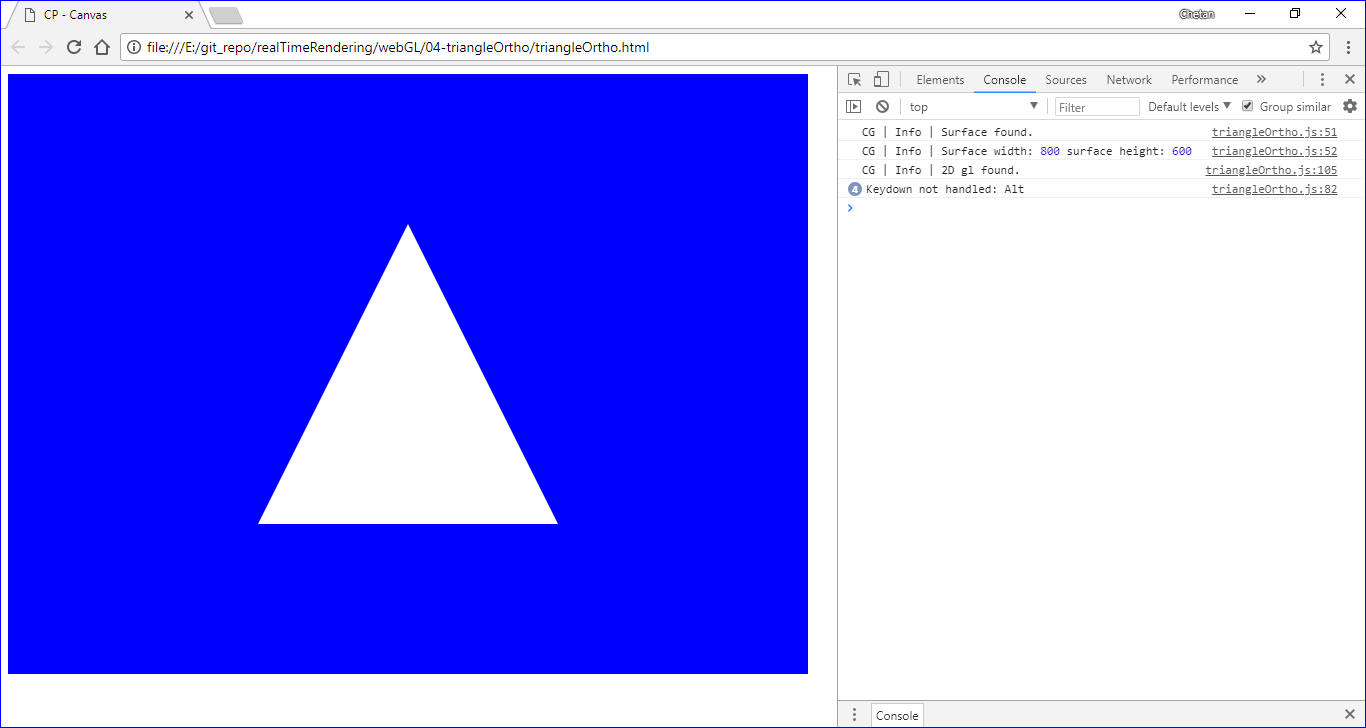 CP - Canvas
Chetan
file:///E:/git_repo/realTimeRendering/webGL/04-triangleOrtho/triangleOrtho.html
Elements Console Sources Network Performance »
top Filter Default levels Group similar
CG | Info | Surface found. triangleOrtho.js:51
CG | Info | Surface width: 800 surface height: 600 triangleOrtho.js:52
CG | Info | 2D gl found. triangleOrtho.js:105
4 Keydown not handled: Alt triangleOrtho.js:82
Console